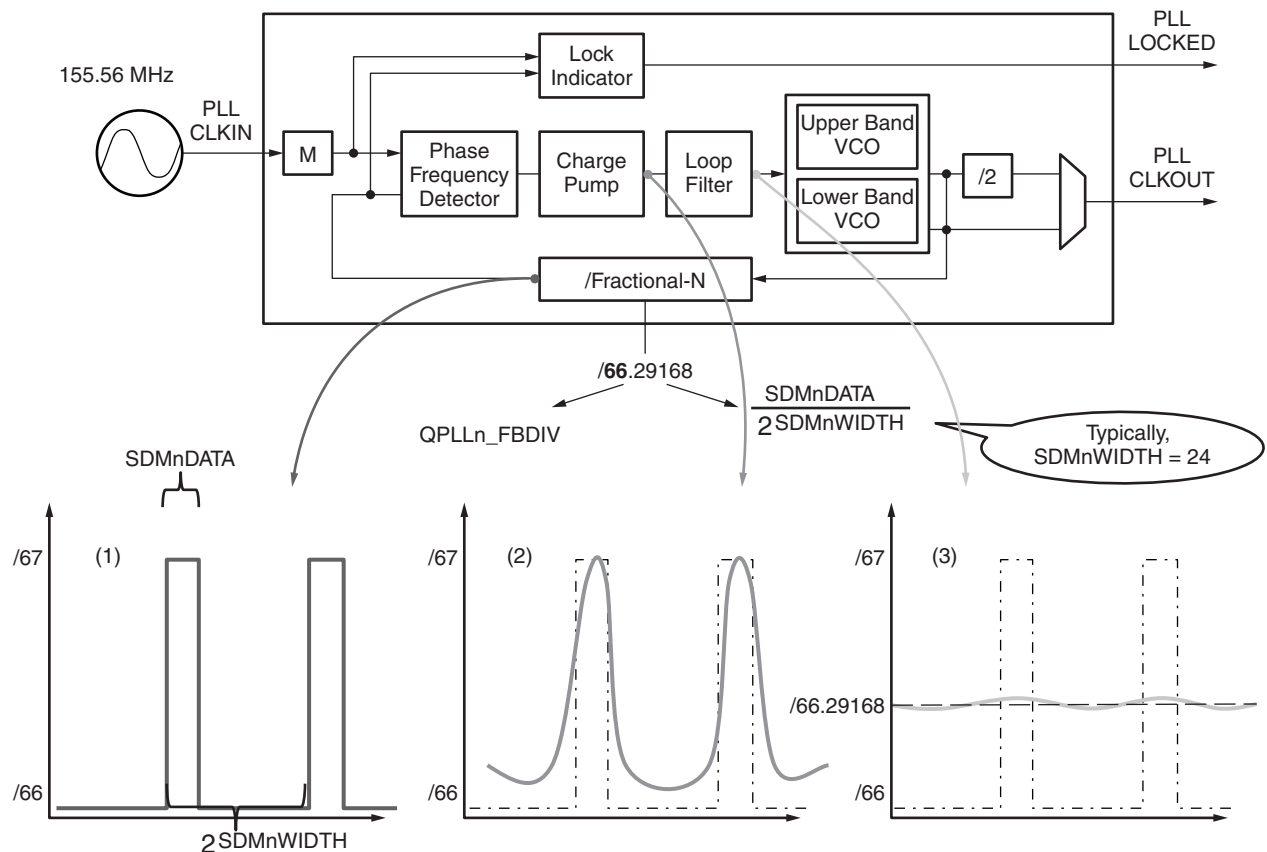 PLL
LOCKED
Lock
Indicator
155.56 MHz
PLL
CLKIN
M
Phase
Frequency
Detector
Charge
Pump
Loop
Filter
Upper Band
VCO
Lower Band
VCO
/2
PLL
CLKOUT
/Fractional-N
/66.29168
QPLLn_FBDIV
SDMnDATA
2SDMnWIDTH
Typically,
SDMnWIDTH = 24
SDMnDATA
/67
(1)
/66
2SDMnWIDTH
/67
(2)
/66
/67
(3)
/66.29168
/66